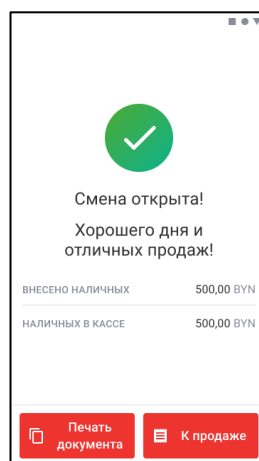 Смена открыта!
Хорошего дня и
отличных продаж!
ВНЕСЕНО НАЛИЧНЫХ 500,00 BYN
НАЛИЧНЫХ В КАССЕ 500,00 BYN
Печать
документа
К продаже